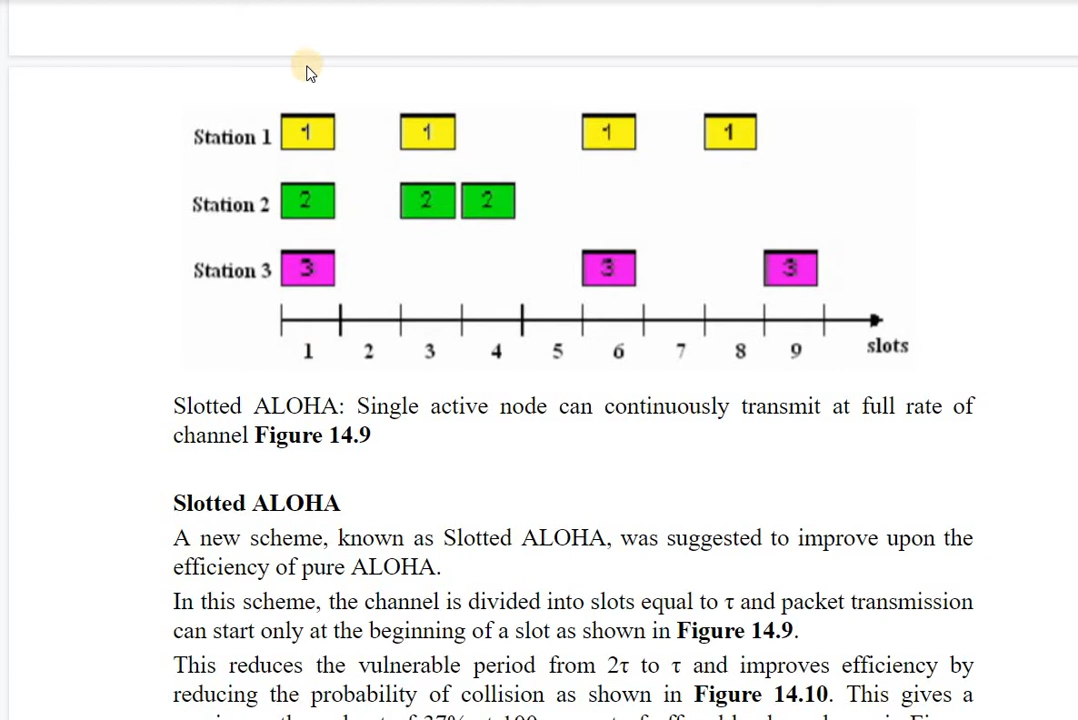 Station 1 1 1 1 1
Station 2 2 2 2
Station 3 3 3 3
1 2 3 4 5 6 7 8 9 slots
Slotted ALOHA: Single active node can continuously transmit at full rate of
channel Figure 14.9
Slotted ALOHA
A new scheme, known as Slotted ALOHA, was suggested to improve upon the
efficiency of pure ALOHA.
In this scheme, the channel is divided into slots equal to τ and packet transmission
can start only at the beginning of a slot as shown in Figure 14.9.
This reduces the vulnerable period from 2τ to τ and improves efficiency by
reducing the probability of collision as shown in Figure 14.10. This gives a